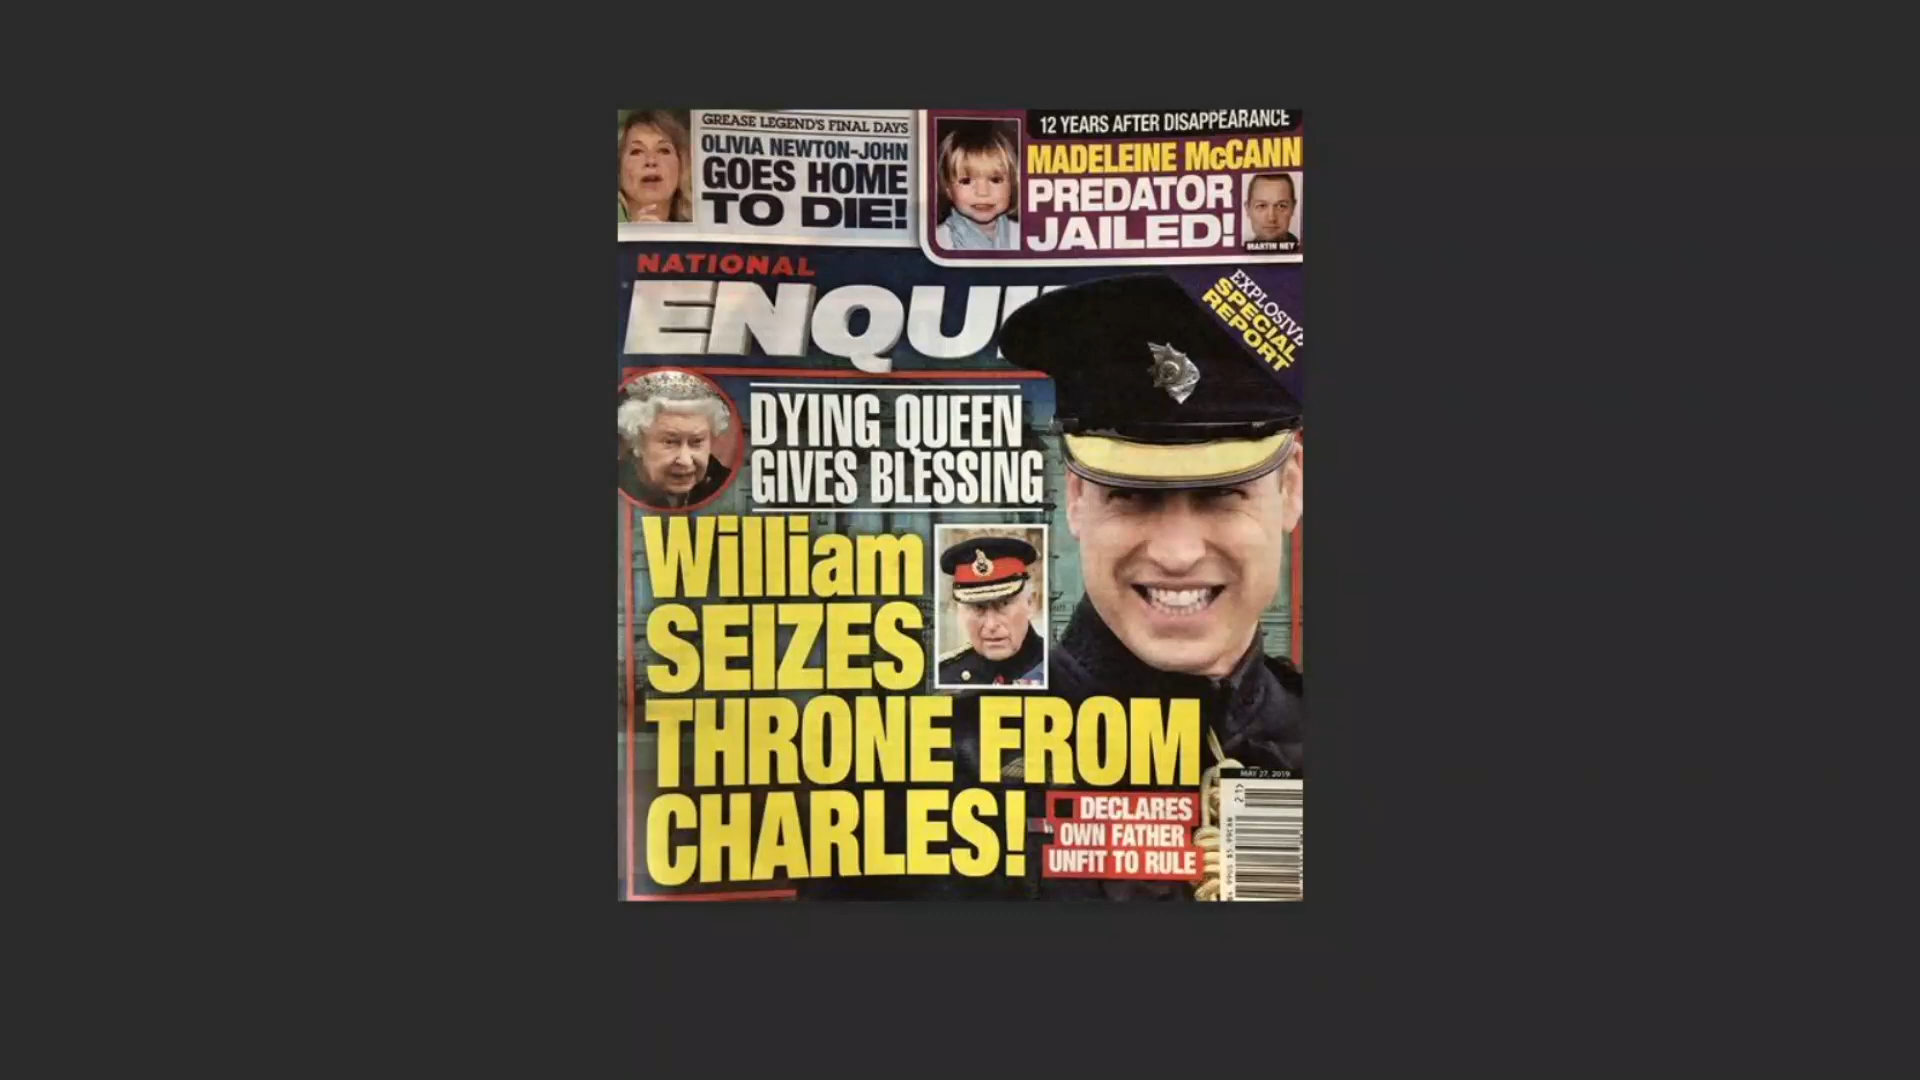 GREASE LEGEND'S FINAL DAYS
OLIVIA NEWTON-JOHN
GOES HOME
TO DIE!
12 YEARS AFTER DISAPPEARANCE
MADELEINE McCANN
PREDATOR
JAILED!
MARTIN NEY
NATIONAL
ENQUI
EXPLOSIVE
SPECIAL
REPORT
DYING QUEEN
GIVES BLESSING
William
SEIZES
THRONE FROM
CHARLES!
DECLARES
OWN FATHER
UNFIT TO RULE
MAY 27, 2019